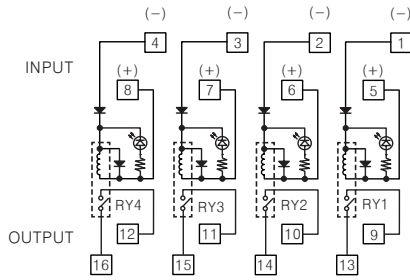 (-) (-) (-) (-)
4 3 2 1
INPUT
(+) (+) (+) (+)
8 7 6 5
RY4 RY3 RY2 RY1
OUTPUT
12 11 10 9
16 15 14 13